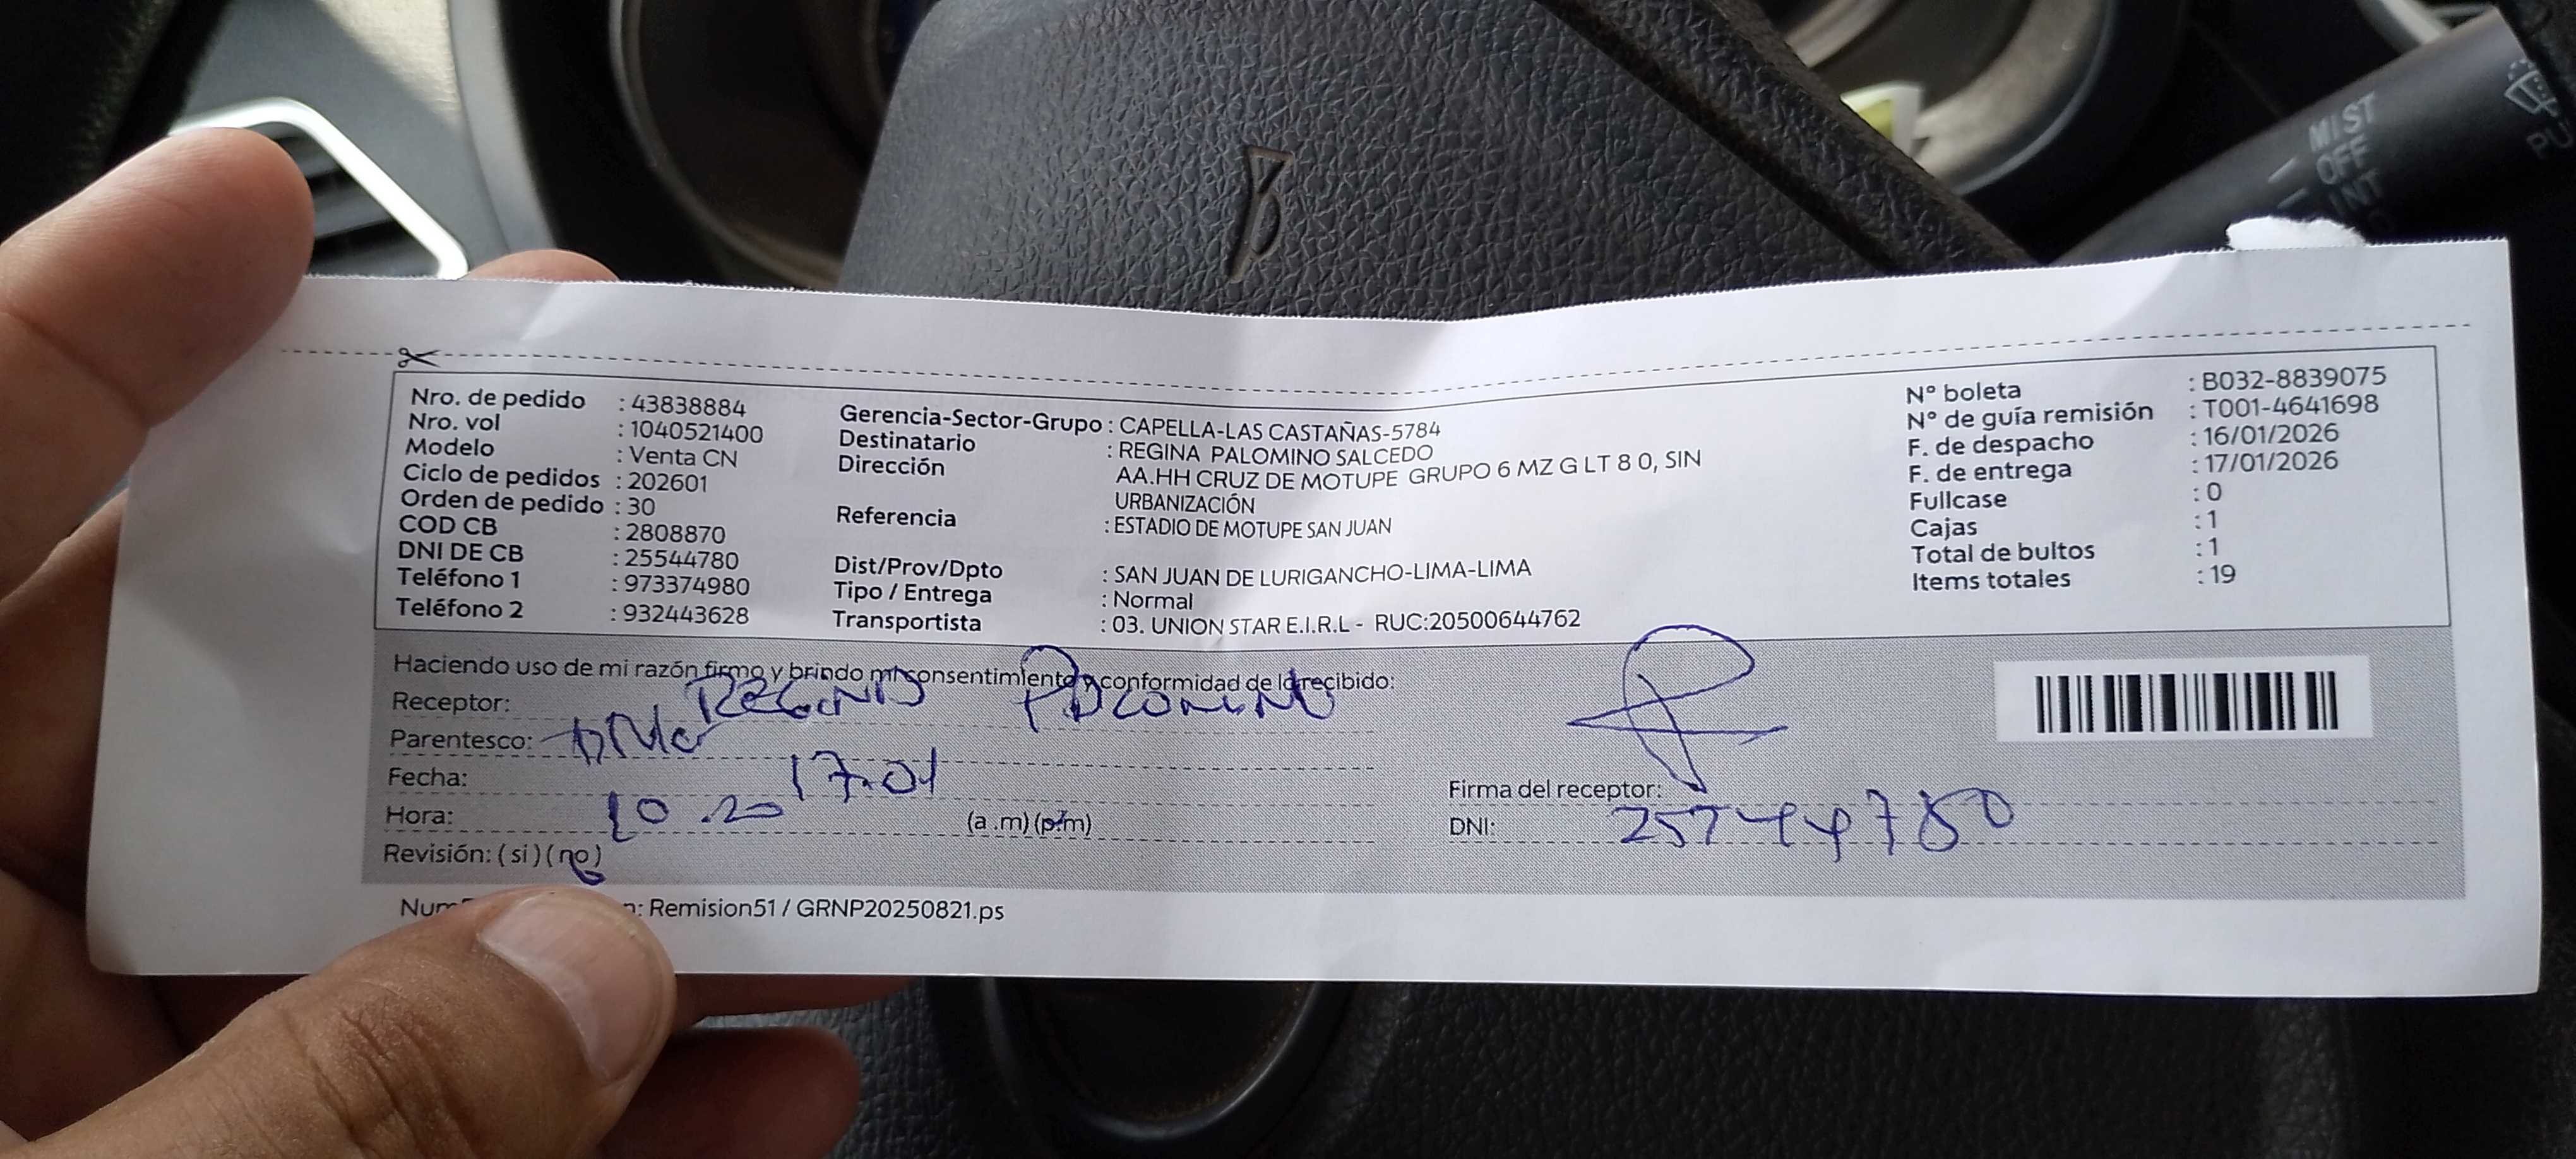 MIST
OFF
INT
PU
Nro. de pedido : 43838884
Nro. vol : 1040521400
Modelo : Venta CN
Ciclo de pedidos : 202601
Orden de pedido : 30
COD CB : 2808870
DNI DE CB : 25544780
Teléfono 1 : 973374980
Teléfono 2 : 932443628
Gerencia-Sector-Grupo : CAPELLA-LAS CASTAÑAS-5784
Destinatario : REGINA PALOMINO SALCEDO
Dirección AA.HH CRUZ DE MOTUPE GRUPO 6 MZ G LT 8 0, SIN
URBANIZACIÓN
Referencia : ESTADIO DE MOTUPE SAN JUAN
Dist/Prov/Dpto : SAN JUAN DE LURIGANCHO-LIMA-LIMA
Tipo / Entrega : Normal
Transportista : 03. UNION STAR E.I.R.L - RUC:20500644762
N° boleta : B032-8839075
N° de guía remisión : T001-4641698
F. de despacho : 16/01/2026
F. de entrega : 17/01/2026
Fullcase : 0
Cajas : 1
Total de bultos : 1
Items totales : 19
Haciendo uso de mi razón firmo y brindo mi consentimiento y conformidad de lo recibido:
Receptor:
Parentesco:
Fecha: 17.01
Hora: 10.20 (a .m) (p.m)
Revisión: ( si ) ( no )
Firma del receptor:
DNI: 25544780
: Remision51 / GRNP20250821.ps